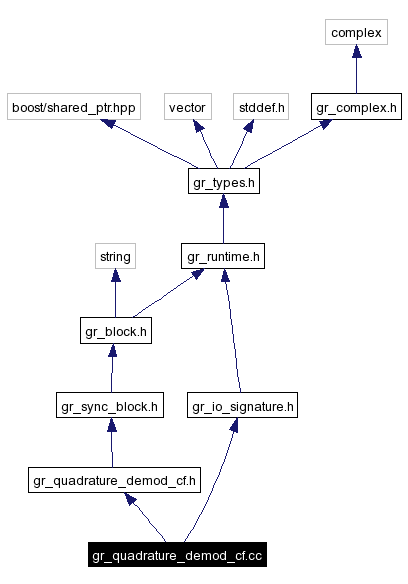 complex
boost/shared_ptr.hpp
vector
stddef.h
gr_complex.h
gr_types.h
string
gr_runtime.h
gr_block.h
gr_sync_block.h
gr_io_signature.h
gr_quadrature_demod_cf.h
gr_quadrature_demod_cf.cc